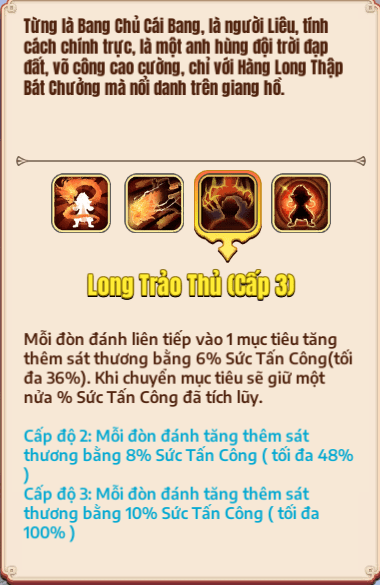 Từng là Bang Chủ Cái Bang, là người Liêu, tính
cách chính trực, là một anh hùng đội trời đạp
đất, võ công cao cường, chỉ với Hàng Long Thập
Bát Chưởng mà nổi danh trên giang hồ.
Long Trảo Thủ (Cấp 3)
Mỗi đòn đánh liên tiếp vào 1 mục tiêu tăng
thêm sát thương bằng 6% Sức Tấn Công(tối
đa 36%). Khi chuyển mục tiêu sẽ giữ một
nửa % Sức Tấn Công đã tích lũy.
Cấp độ 2: Mỗi đòn đánh tăng thêm sát
thương bằng 8% Sức Tấn Công ( tối đa 48%
)
Cấp độ 3: Mỗi đòn đánh tăng thêm sát
thương bằng 10% Sức Tấn Công ( tối đa
100% )